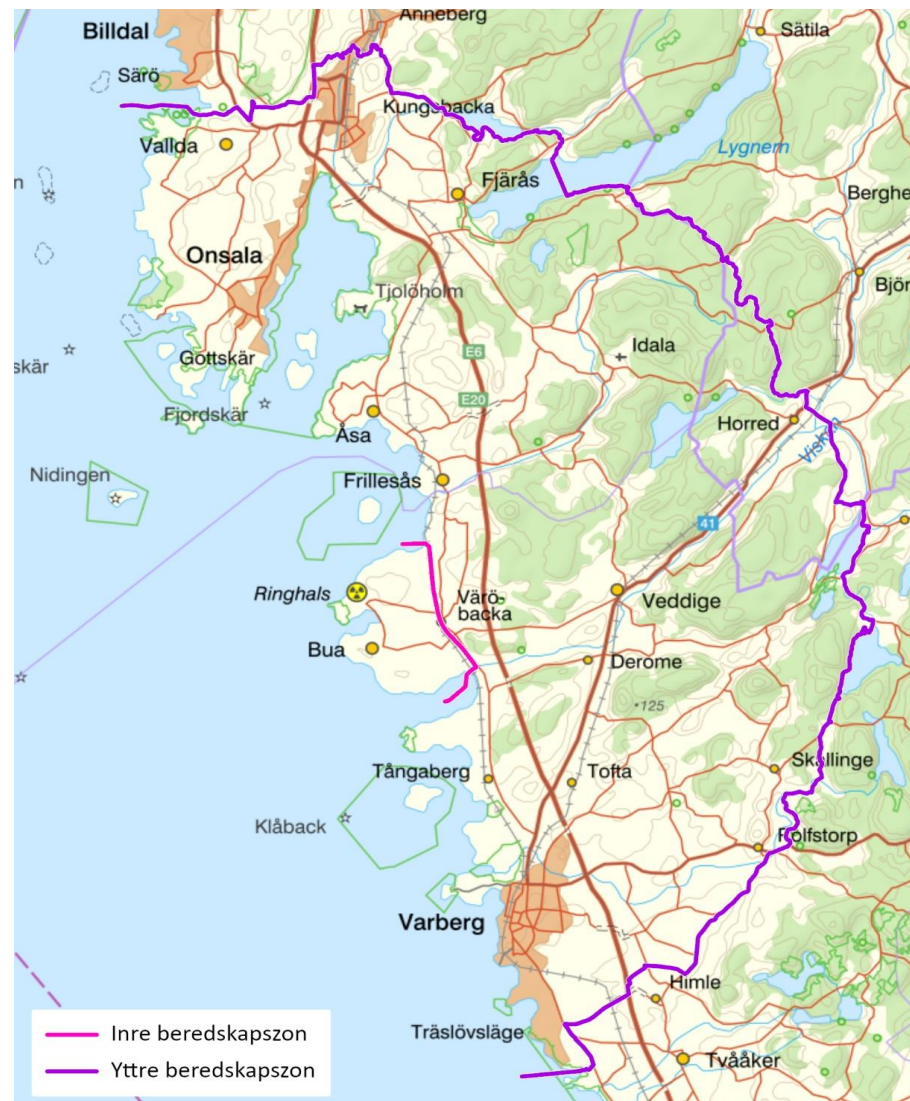 Anneberg
Billdal
Sätila
Särö
Kungsbacka
Vallda
Lygnern
Fjärås
Berghe
Onsala
Björ
Tjolöholm
Idala
E6
Gottskär
skär
E20
Fjordskär
Åsa
Horred
Viskan
Nidingen
Frillesås
41
Ringhals
Värö-
backa
Veddige
Bua
Derome
125
Skällinge
Tångaberg
Tofta
Klåback
Rolfstorp
Varberg
Himle
Träslövsläge
Tvååker
Inre beredskapszon
Yttre beredskapszon